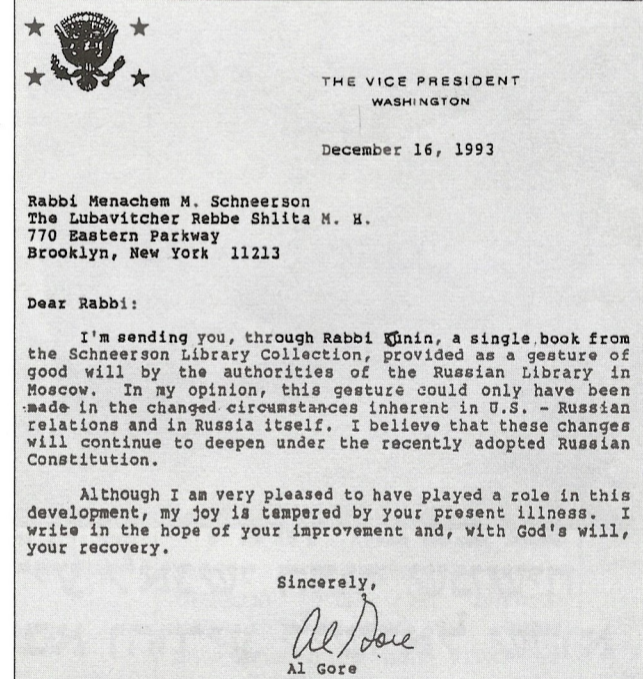 THE VICE PRESIDENT
WASHINGTON
December 16, 1993
Rabbi Menachem M. Schneerson
The Lubavitcher Rebbe Shlita M. H.
770 Eastern Parkway
Brooklyn, New York 11213
Dear Rabbi:
I'm sending you, through Rabbi Kunin, a single book from
the Schneerson Library Collection, provided as a gesture of
good will by the authorities of the Russian Library in
Moscow. In my opinion, this gesture could only have been
made in the changed circumstances inherent in U.S. - Russian
relations and in Russia itself. I believe that these changes
will continue to deepen under the recently adopted Russian
Constitution.
Although I am very pleased to have played a role in this
development, my joy is tempered by your present illness. I
write in the hope of your improvement and, with God's will,
your recovery.
Sincerely,
Al Gore
Al Gore